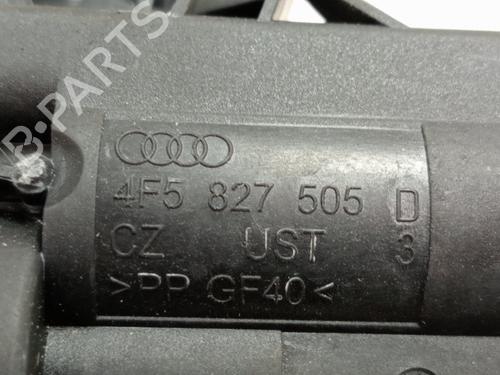 B-PARTS
4F5 827 505 D
CZ UST 3
>PP GF40<